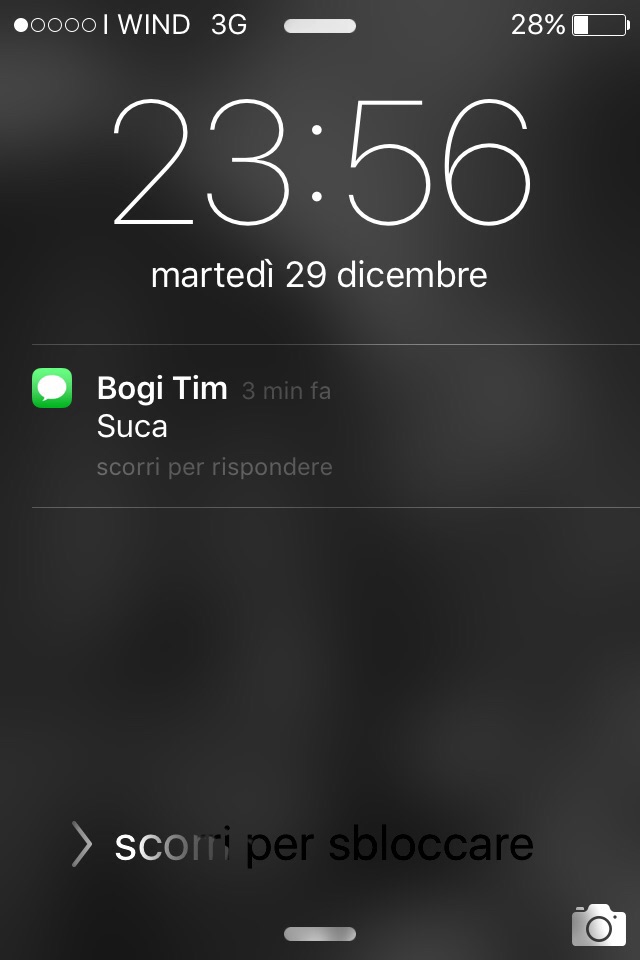 I WIND 3G 28%
23:56
martedì 29 dicembre
Bogi Tim 3 min fa
Suca
scorri per rispondere
scorri per sbloccare